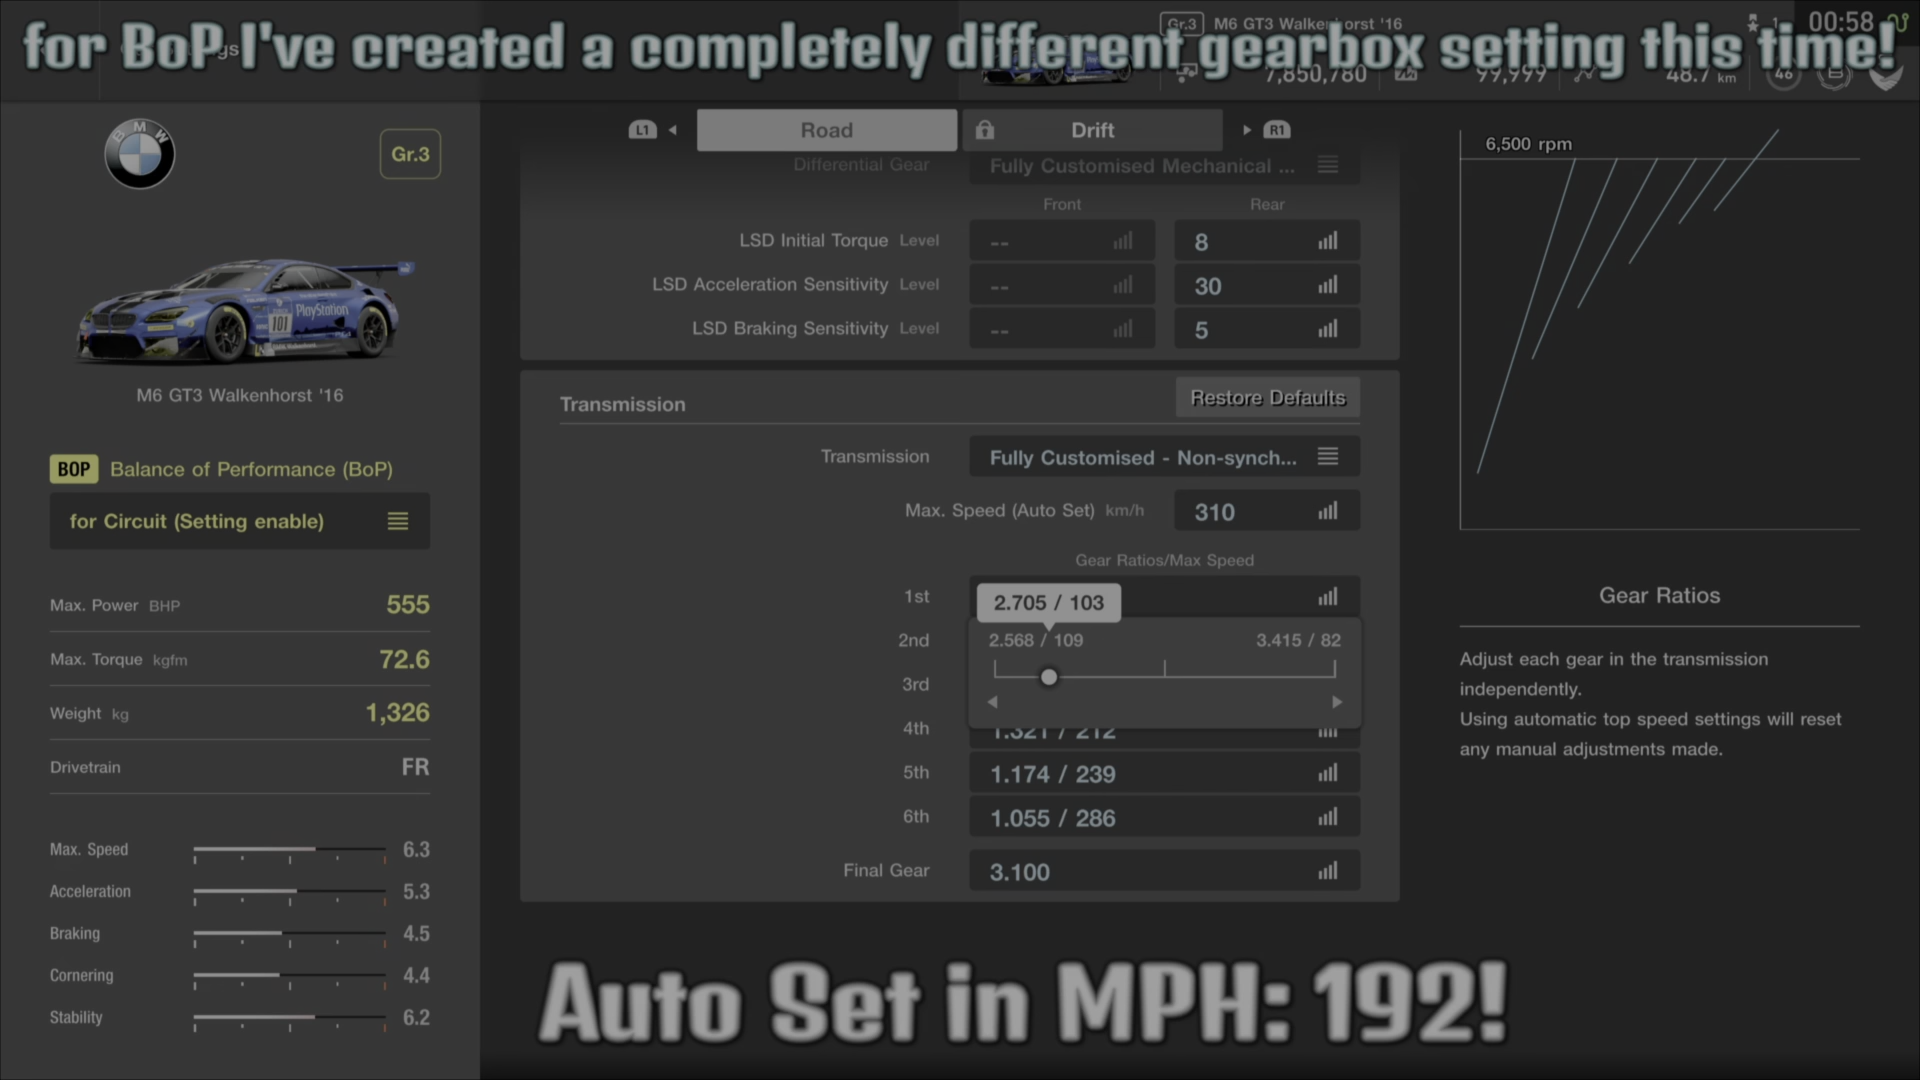 for BoP I've created a completely different gearbox setting this time!
Gr.3 M6 GT3 Walkenhorst '16
00:58
7,850,780
99,999
48.7 km
46
B
BMW
Gr.3
PlayStation
101
M6 GT3 Walkenhorst '16
BOP Balance of Performance (BoP)
for Circuit (Setting enable)
Max. Power BHP 555
Max. Torque kgfm 72.6
Weight kg 1,326
Drivetrain FR
Max. Speed 6.3
Acceleration 5.3
Braking 4.5
Cornering 4.4
Stability 6.2
L1 Road Drift R1
Differential Gear Fully Customised Mechanical ...
Front Rear
LSD Initial Torque Level -- 8
LSD Acceleration Sensitivity Level -- 30
LSD Braking Sensitivity Level -- 5
Transmission Restore Defaults
Transmission Fully Customised - Non-synch...
Max. Speed (Auto Set) km/h 310
Gear Ratios/Max Speed
1st 2.705 / 103
2nd 2.568 / 109 3.415 / 82
3rd
4th 1.321 / 212
5th 1.174 / 239
6th 1.055 / 286
Final Gear 3.100
6,500 rpm
Gear Ratios
Adjust each gear in the transmission
independently.
Using automatic top speed settings will reset
any manual adjustments made.
Auto Set in MPH: 192!